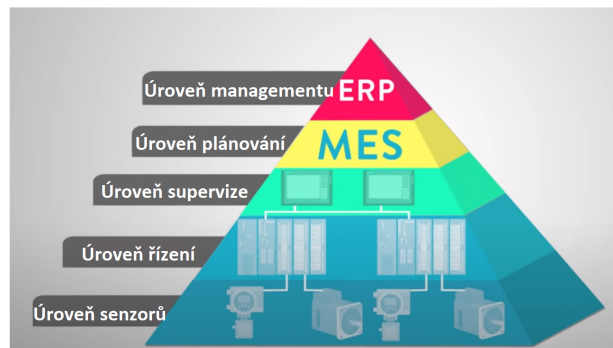 Úroveň managementu
ERP
Úroveň plánování
MES
Úroveň supervize
Úroveň řízení
Úroveň senzorů